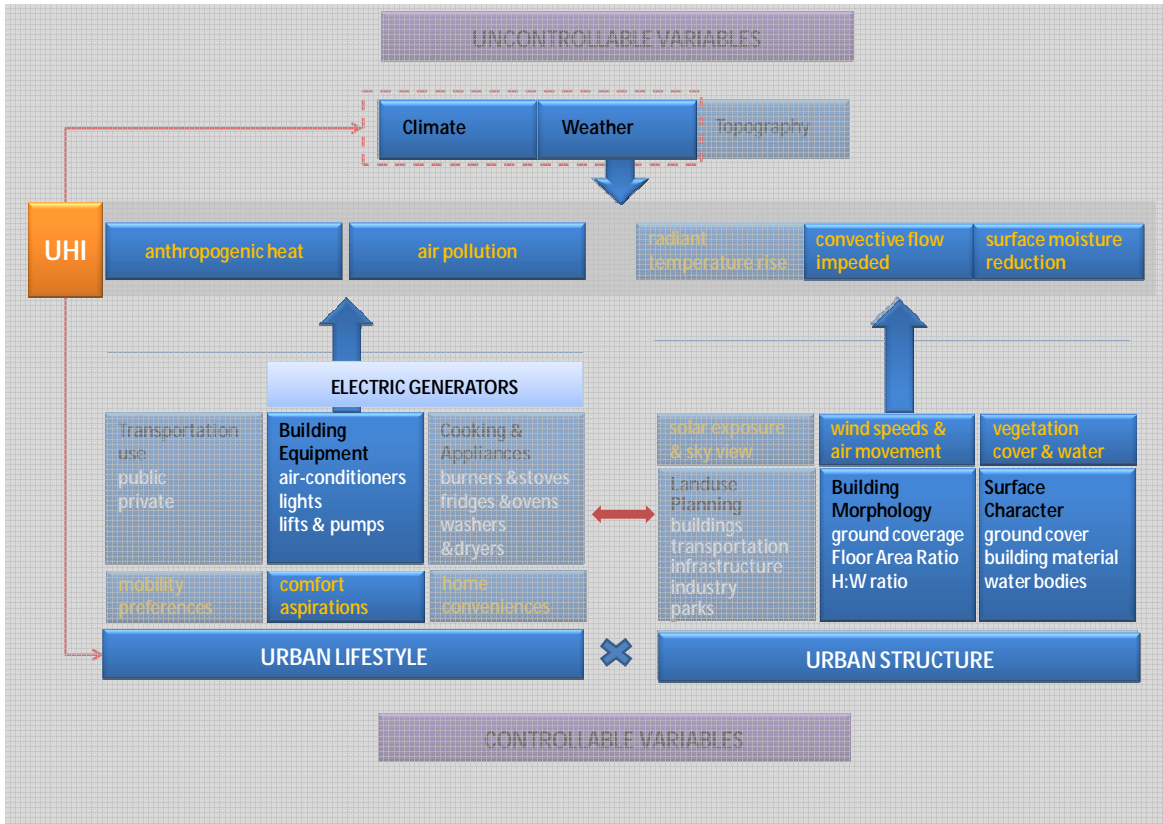 UNCONTROLLABLE VARIABLES
Climate
Weather
Topography
UHI
anthropogenic heat
air pollution
radiant
temperature rise
convective flow
impeded
surface moisture
reduction
ELECTRIC GENERATORS
Transportation
use
public
private
Building
Equipment
air-conditioners
lights
lifts & pumps
Cooking &
Appliances
burners &stoves
fridges &ovens
washers
&dryers
mobility
preferences
comfort
aspirations
home
conveniences
URBAN LIFESTYLE
solar exposure
& sky view
wind speeds &
air movement
vegetation
cover & water
Landuse
Planning
buildings
transportation
infrastructure
industry
parks
Building
Morphology
ground coverage
Floor Area Ratio
H:W ratio
Surface
Character
ground cover
building material
water bodies
URBAN STRUCTURE
CONTROLLABLE VARIABLES